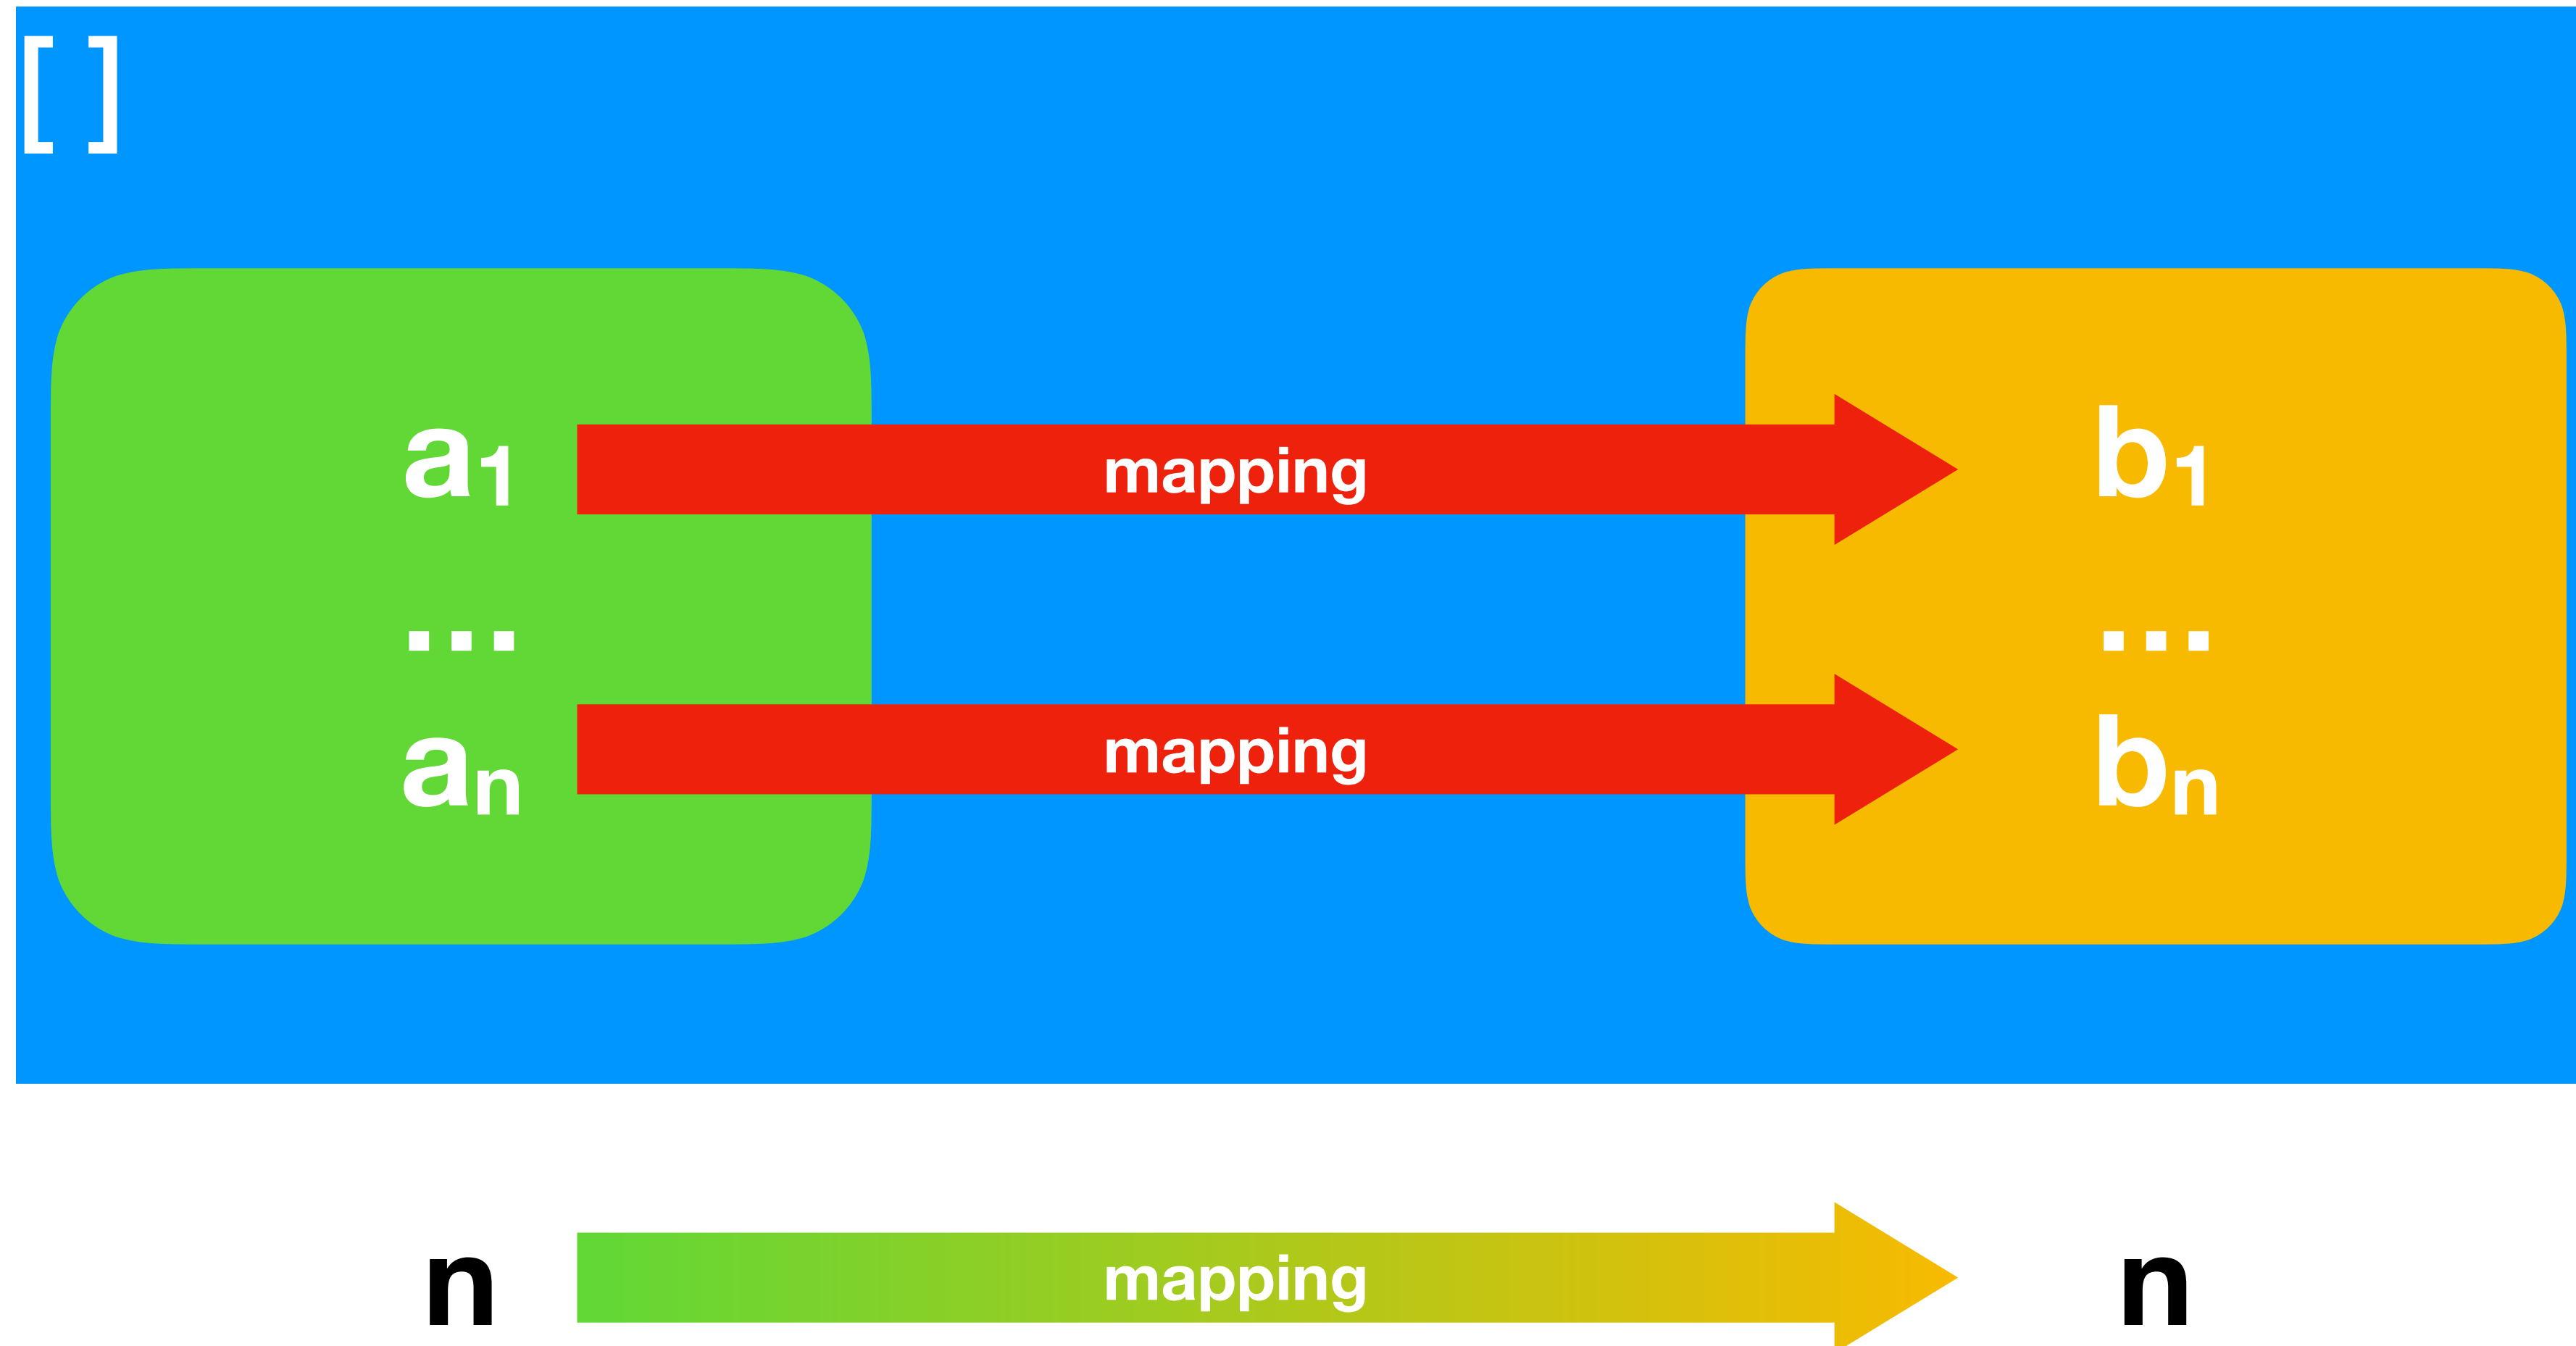 [ ]
a₁ mapping b₁
... ...
aₙ mapping bₙ
n mapping n